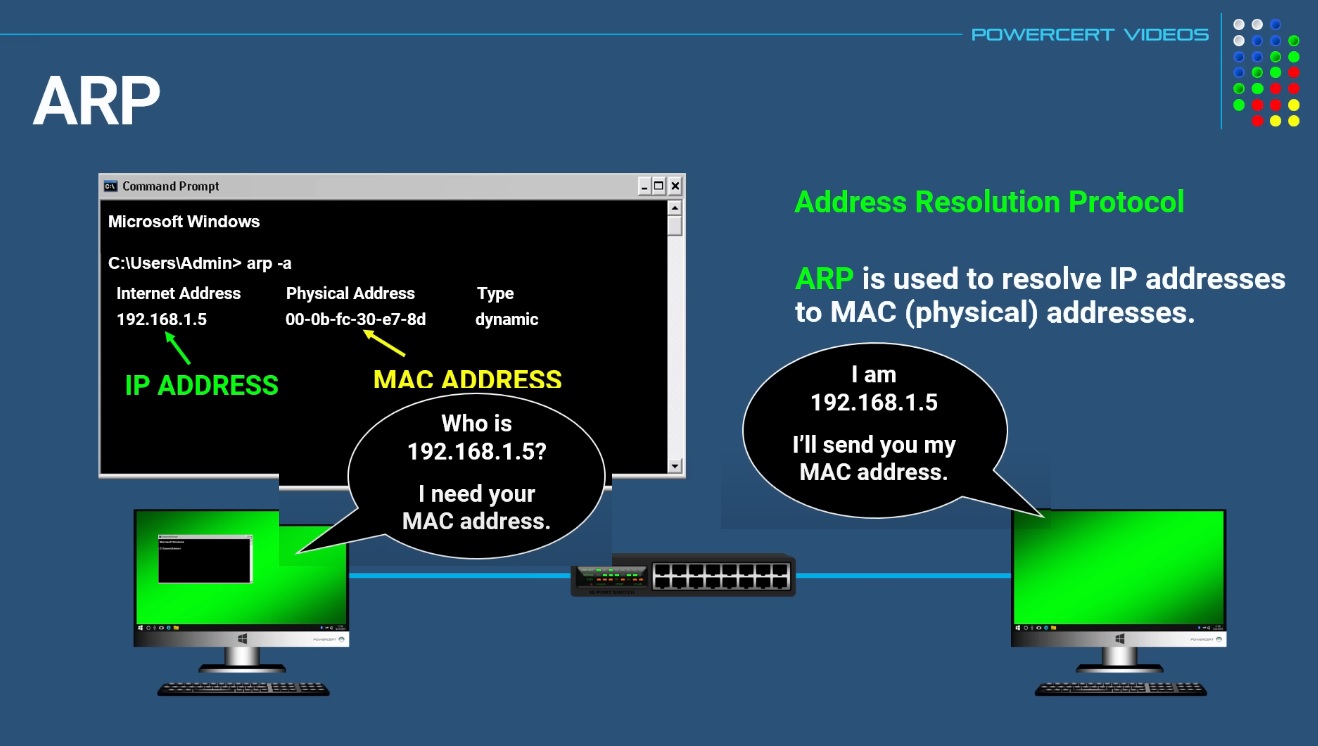 POWERCERT VIDEOS
ARP
Command Prompt
Microsoft Windows
C:\Users\Admin> arp -a
Internet Address Physical Address Type
192.168.1.5 00-0b-fc-30-e7-8d dynamic
IP ADDRESS
MAC ADDRESS
Address Resolution Protocol
ARP is used to resolve IP addresses
to MAC (physical) addresses.
Who is
192.168.1.5?
I need your
MAC address.
I am
192.168.1.5
I'll send you my
MAC address.
POWERCERT
POWERCERT